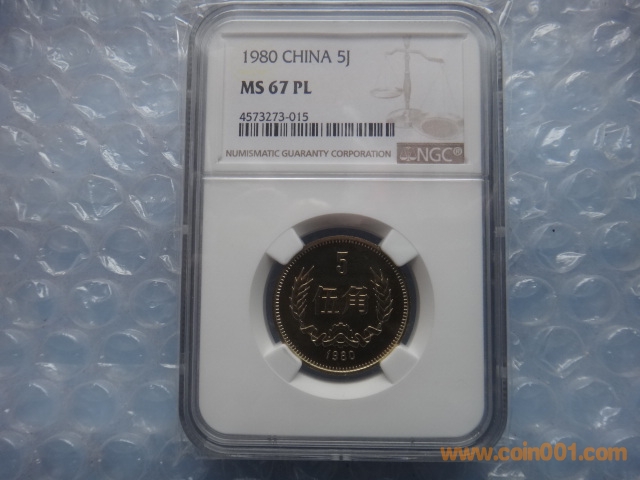 1980 CHINA 5J
MS 67 PL
4573273-015
NUMISMATIC GUARANTY CORPORATION
NGC®
5
伍角
1980
www.coin001.com